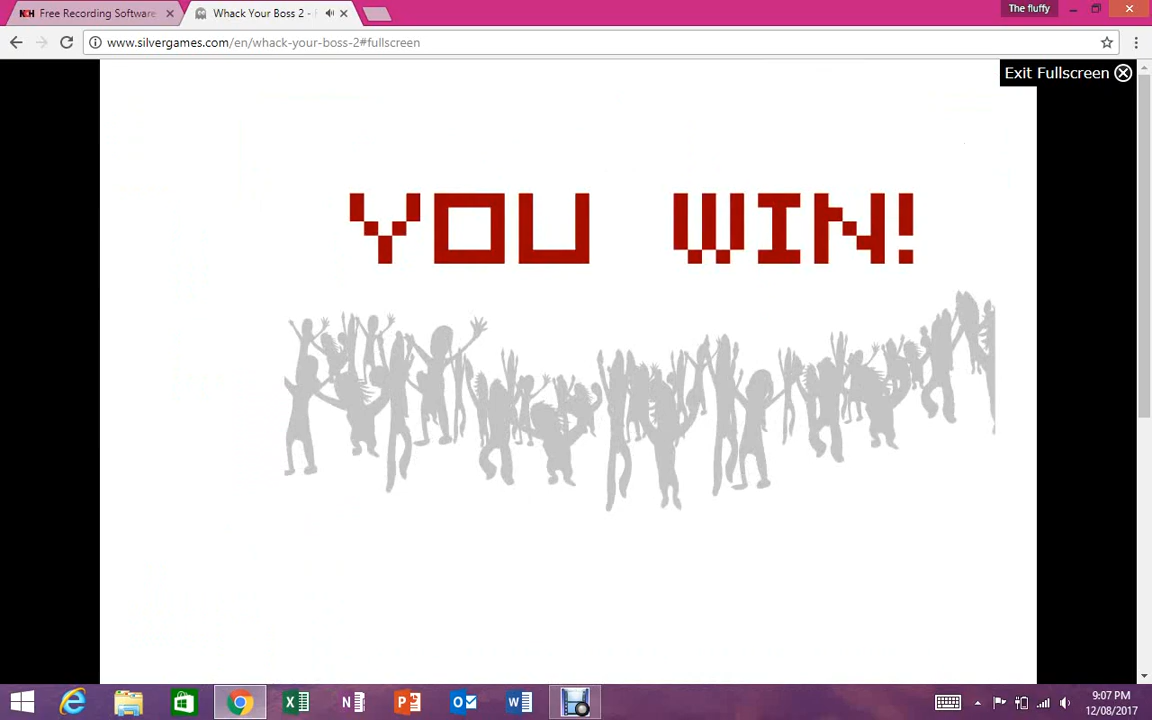 NCH Free Recording Software
Whack Your Boss 2 -
The fluffy
www.silvergames.com/en/whack-your-boss-2#fullscreen
Exit Fullscreen
YOU WIN!
9:07 PM
12/08/2017